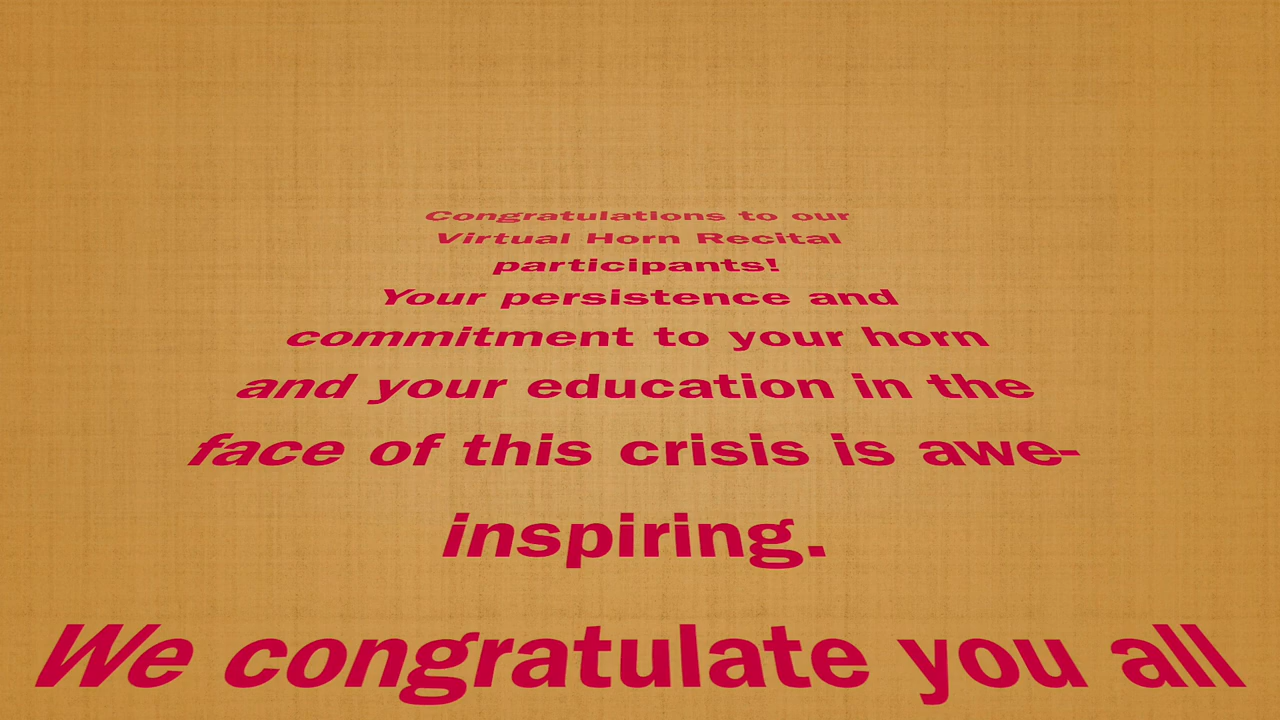 Congratulations to our
Virtual Horn Recital
participants!
Your persistence and
commitment to your horn
and your education in the
face of this crisis is awe-
inspiring.
We congratulate you all